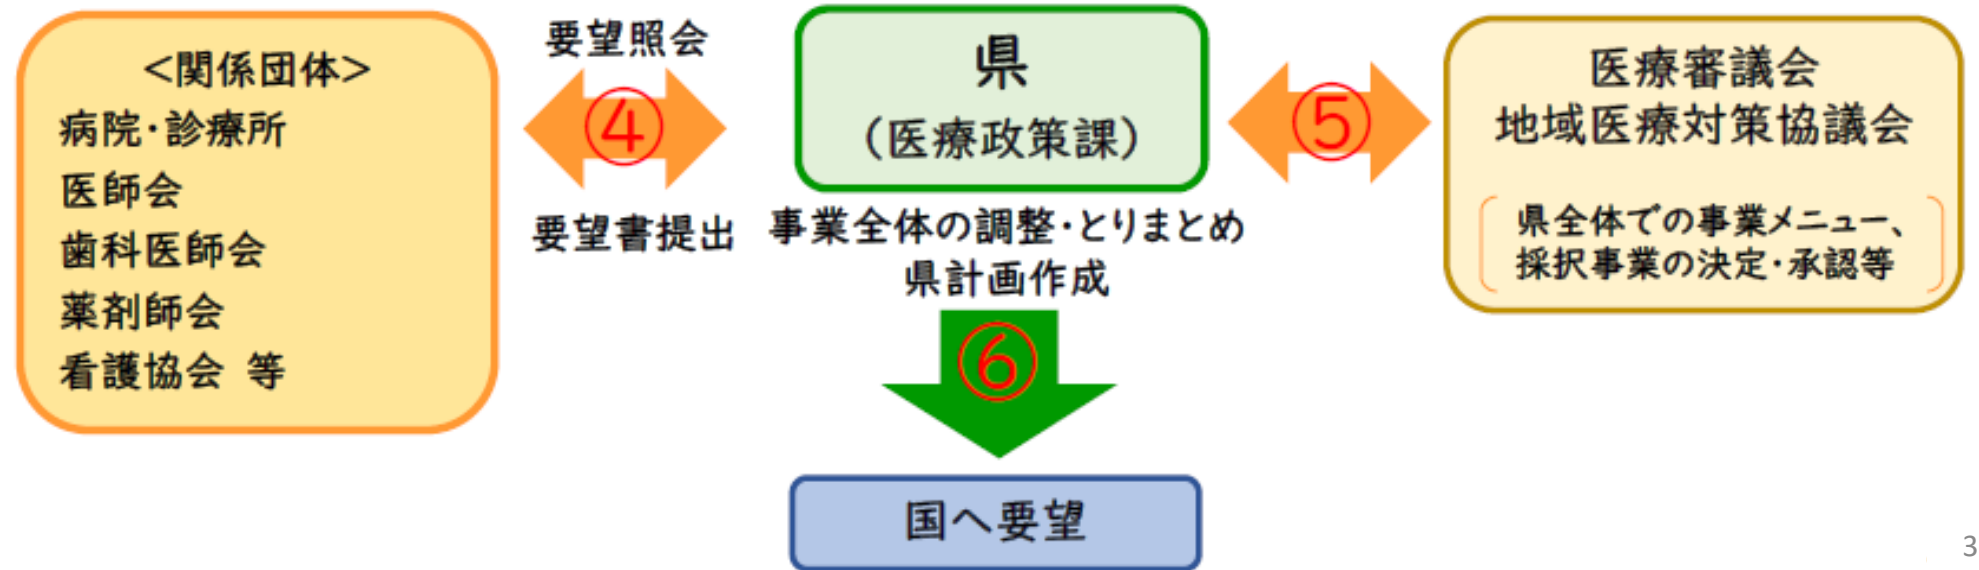 <関係団体>
病院・診療所
医師会
歯科医師会
薬剤師会
看護協会 等
要望照会
④
要望書提出
県
(医療政策課)
事業全体の調整・とりまとめ
県計画作成
⑤
医療審議会
地域医療対策協議会
県全体での事業メニュー、
採択事業の決定・承認等
⑥
国へ要望
3